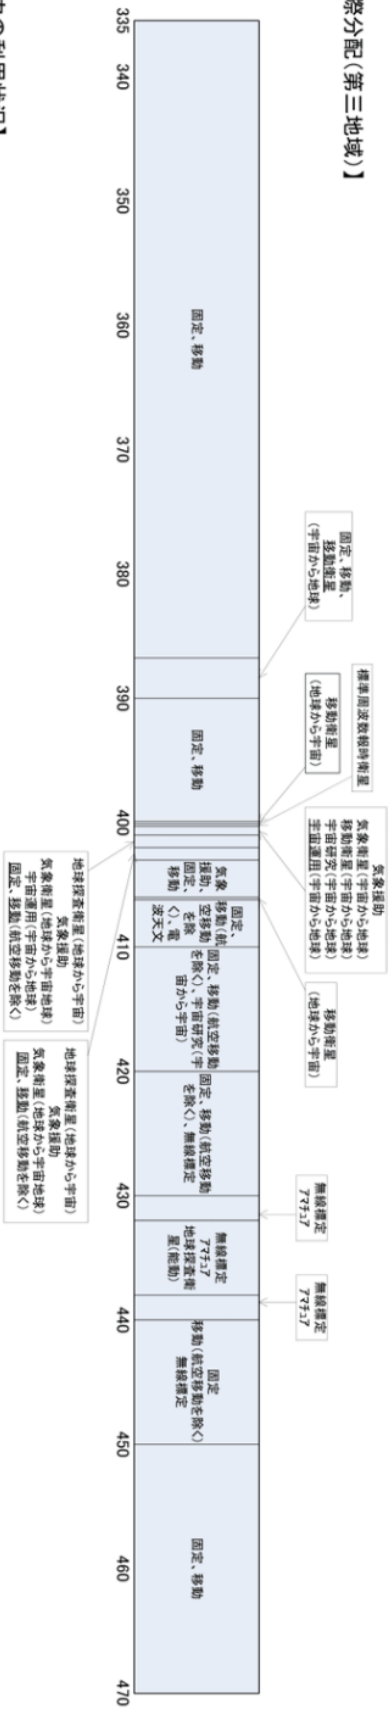 際分配（第三地域）】
固定、移動、
移動衛星
（宇宙から地球）
標準周波数報時衛星
移動衛星
（地球から宇宙）
気象援助
気象衛星（宇宙から地球）
移動衛星（宇宙から地球）
宇宙研究（宇宙から地球）
宇宙運用（宇宙から地球）
移動衛星
（地球から宇宙）
無線標定
アマチュア
無線標定
アマチュア
固定、移動
固定、移動
気象
援助、
固定、
移動
固定、
移動（航
空移動
を除
く）、電
波天文
固定、移動（航空移動
を除く）、宇宙研究（宇
宙から宇宙）
固定、移動（航空移動
を除く）、無線標定
無線標定
アマチュア
地球探査衛
星（能動）
固定
移動（航空移動を除く）
無線標定
固定、移動
335
340
350
360
370
380
390
400
410
420
430
440
450
460
470
地球探査衛星（地球から宇宙）
気象援助
気象衛星（地球から宇宙地球）
宇宙運用（宇宙から地球）
固定、移動（航空移動を除く）
地球探査衛星（地球から宇宙）
気象援助
気象衛星（地球から宇宙地球）
固定、移動（航空移動を除く）
の利用状況】